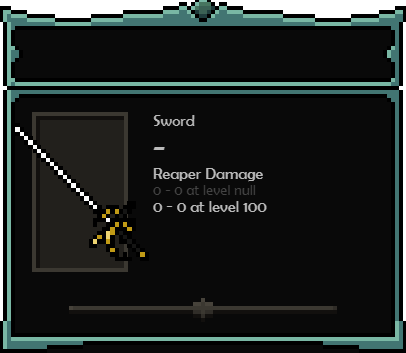 Sword
–
Reaper Damage
0 - 0 at level null
0 - 0 at level 100